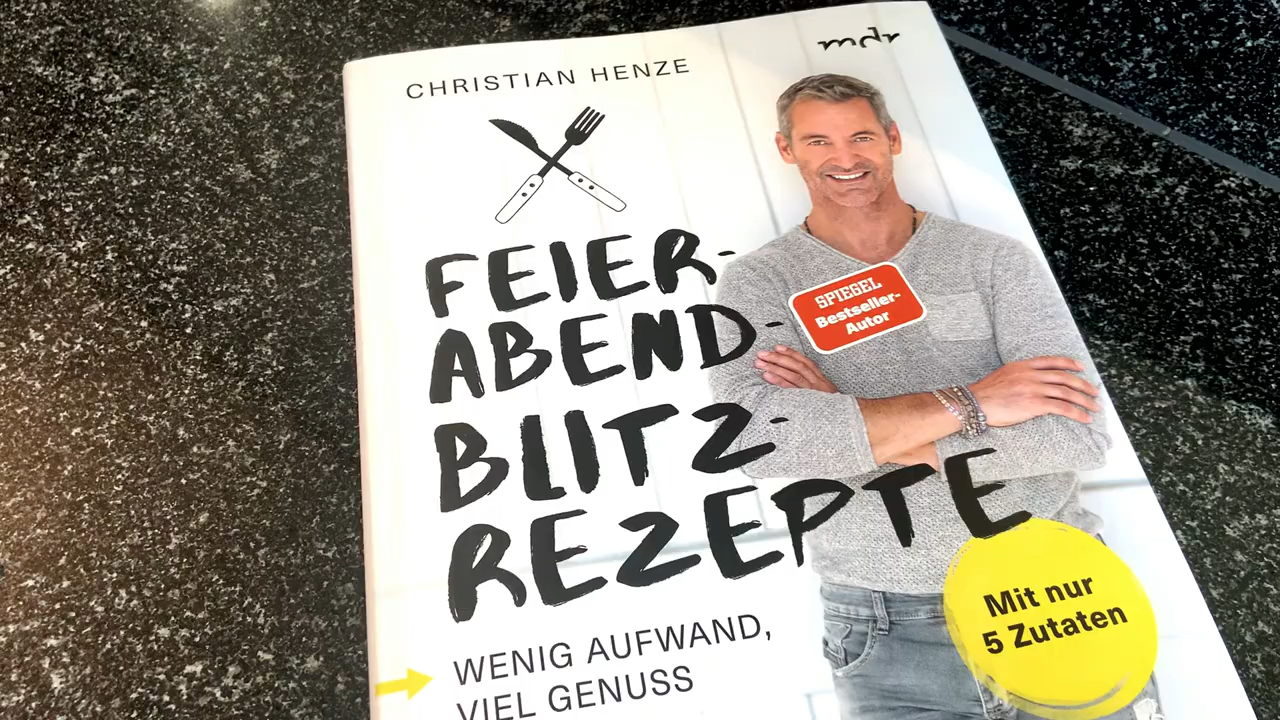 mdr
CHRISTIAN HENZE
FEIER-
ABEND-
BLITZ-
REZEPTE
SPIEGEL
Bestseller-
Autor
Mit nur
5 Zutaten
WENIG AUFWAND,
VIEL GENUSS